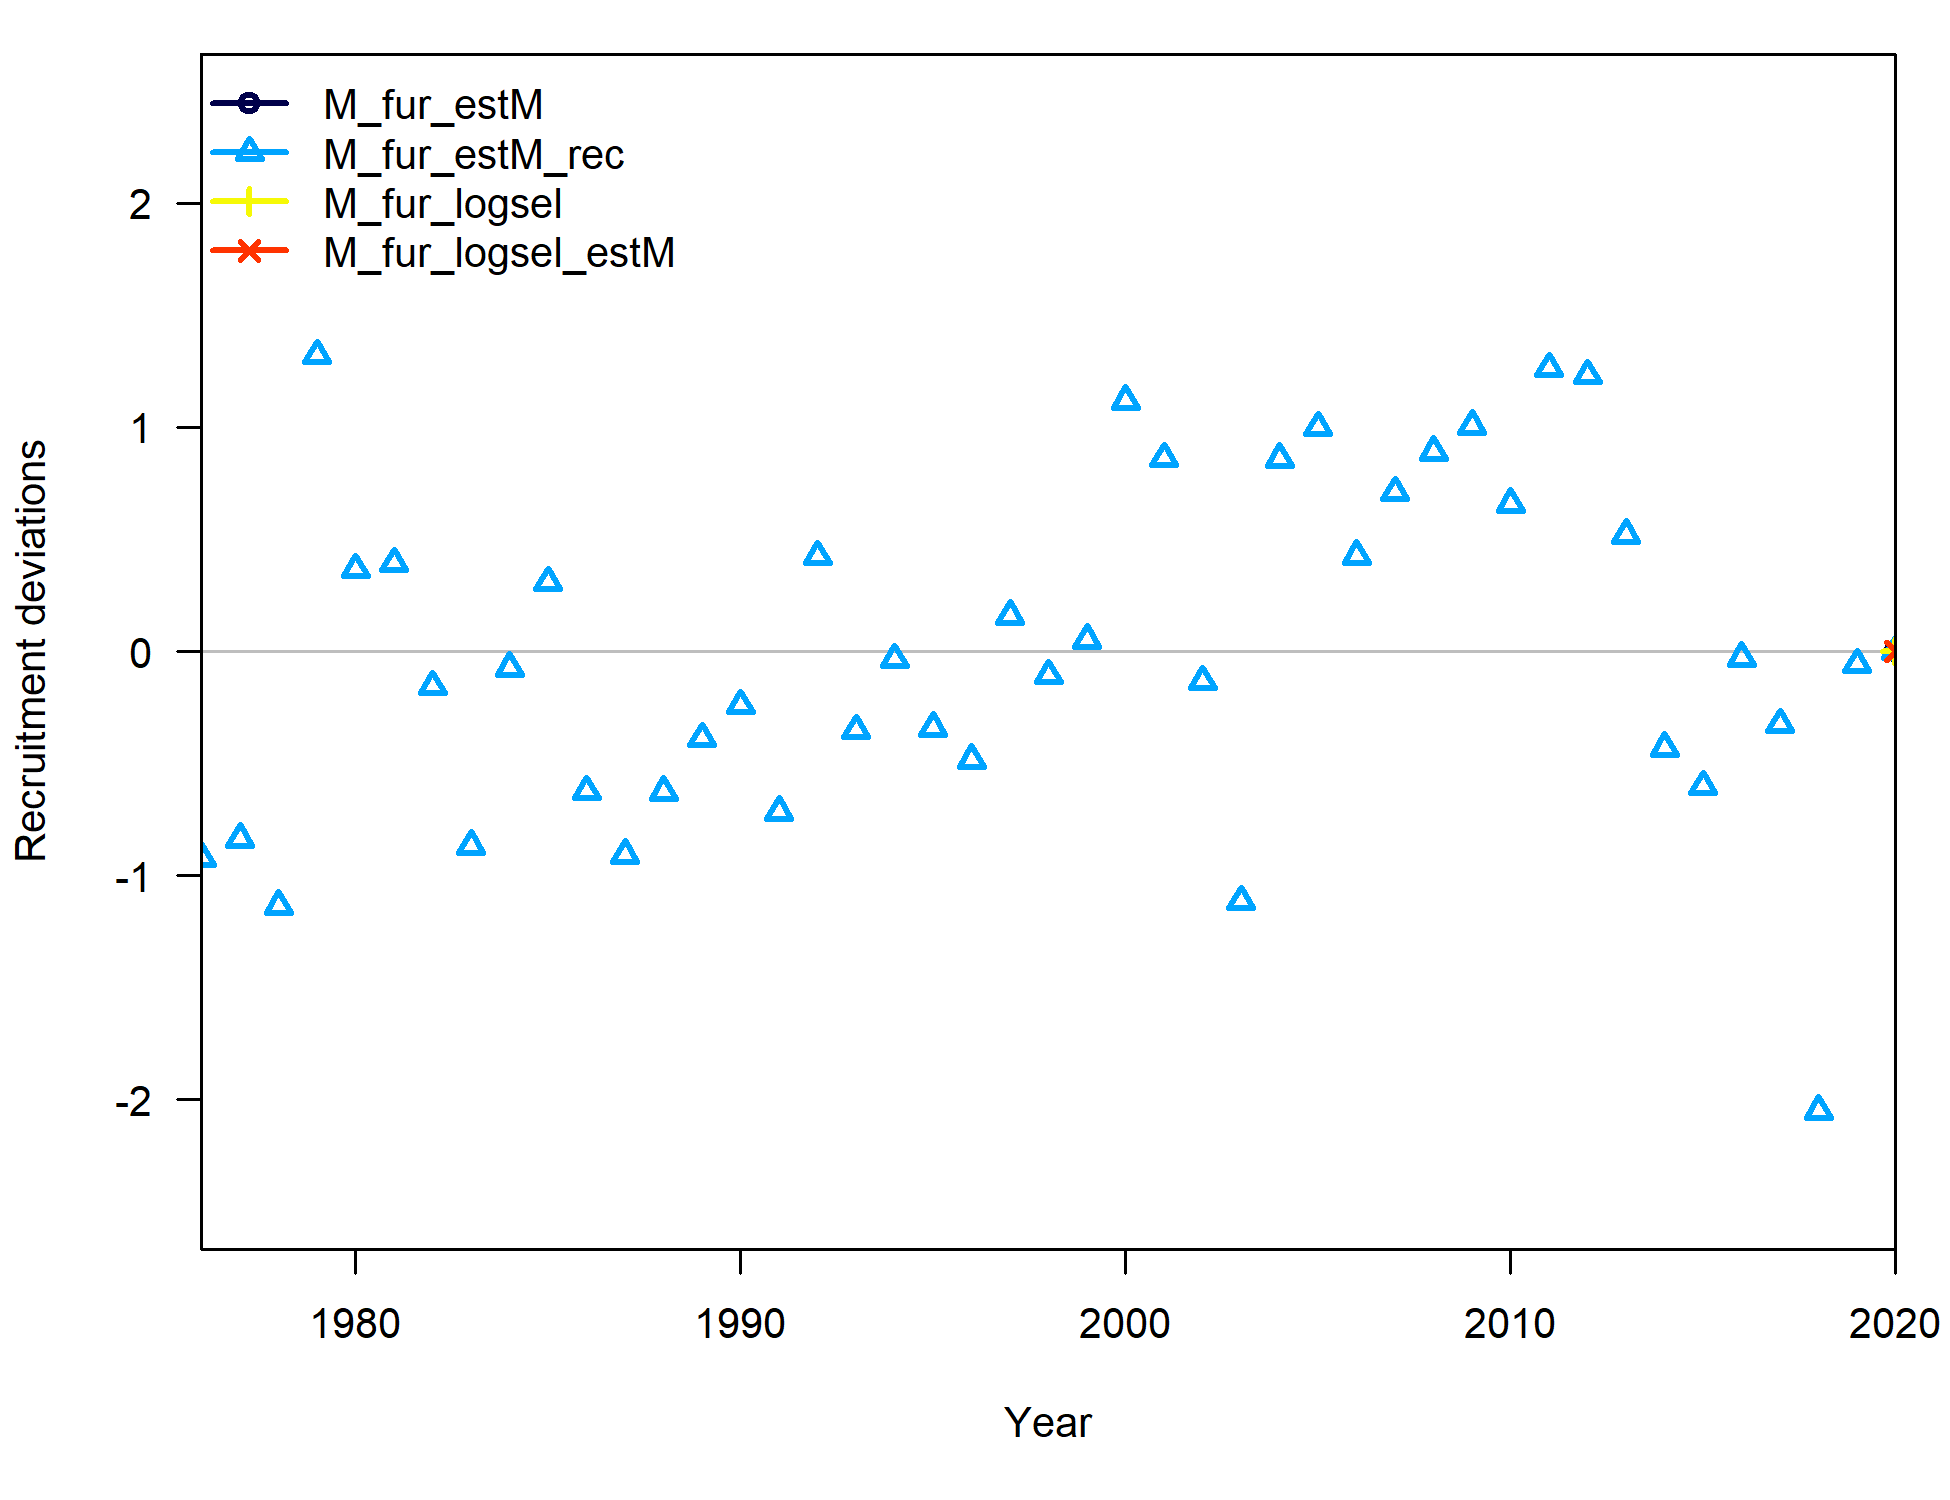 M_fur_estM
M_fur_estM_rec
M_fur_logsel
M_fur_logsel_estM
2
1
0
-1
-2
Recruitment deviations
1980 1990 2000 2010 2020
Year